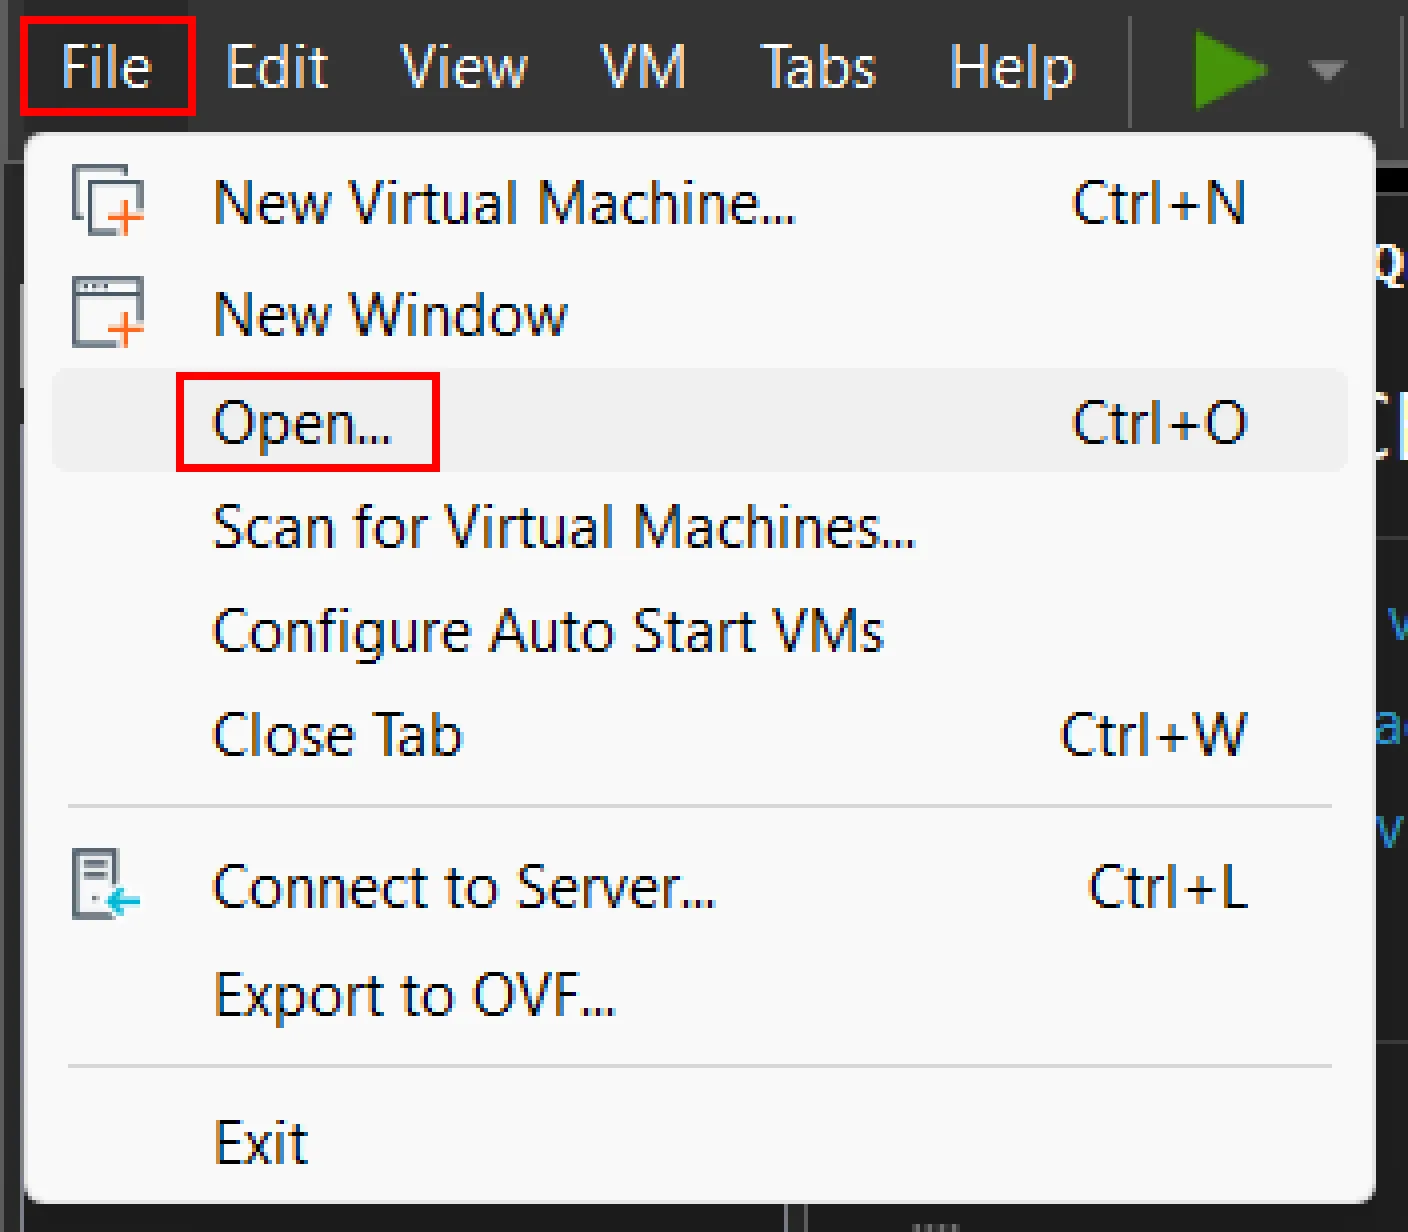 File Edit View VM Tabs Help
New Virtual Machine... Ctrl+N
New Window
Open... Ctrl+O
Scan for Virtual Machines...
Configure Auto Start VMs
Close Tab Ctrl+W
Connect to Server... Ctrl+L
Export to OVF...
Exit